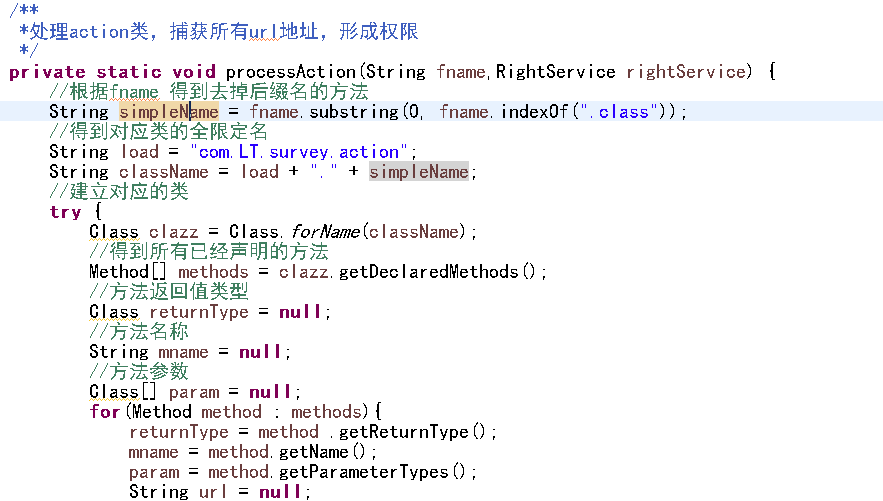 /**
 *处理action类，捕获所有url地址，形成权限
 */
private static void processAction(String fname,RightService rightService) {
    //根据fname 得到去掉后缀名的方法
    String simpleName = fname.substring(0, fname.indexOf(".class"));
    //得到对应类的全限定名
    String load = "com.LT.survey.action";
    String className = load + "." + simpleName;
    //建立对应的类
    try {
        Class clazz = Class.forName(className);
        //得到所有已经声明的方法
        Method[] methods = clazz.getDeclaredMethods();
        //方法返回值类型
        Class returnType = null;
        //方法名称
        String mname = null;
        //方法参数
        Class[] param = null;
        for(Method method : methods){
            returnType = method .getReturnType();
            mname = method.getName();
            param = method.getParameterTypes();
            String url = null;